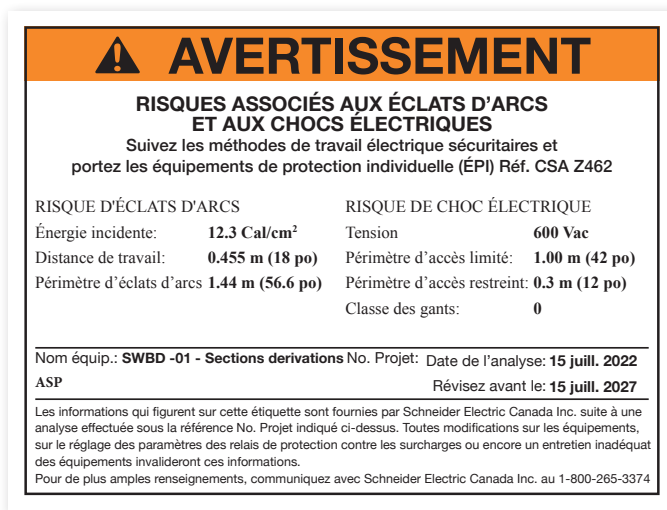 AVERTISSEMENT
RISQUES ASSOCIÉS AUX ÉCLATS D'ARCS
ET AUX CHOCS ÉLECTRIQUES
Suivez les méthodes de travail électrique sécuritaires et
portez les équipements de protection individuelle (ÉPI) Réf. CSA Z462
RISQUE D'ÉCLATS D'ARCS
Énergie incidente: 12.3 Cal/cm²
Distance de travail: 0.455 m (18 po)
Périmètre d'éclats d'arcs 1.44 m (56.6 po)
RISQUE DE CHOC ÉLECTRIQUE
Tension 600 Vac
Périmètre d'accès limité: 1.00 m (42 po)
Périmètre d'accès restreint: 0.3 m (12 po)
Classe des gants: 0
Nom équip.: SWBD -01 - Sections derivations No. Projet: Date de l'analyse: 15 juill. 2022
ASP Révisez avant le: 15 juill. 2027
Les informations qui figurent sur cette étiquette sont fournies par Schneider Electric Canada Inc. suite à une
analyse effectuée sous la référence No. Projet indiqué ci-dessus. Toutes modifications sur les équipements,
sur le réglage des paramètres des relais de protection contre les surcharges ou encore un entretien inadéquat
des équipements invalideront ces informations.
Pour de plus amples renseignements, communiquez avec Schneider Electric Canada Inc. au 1-800-265-3374